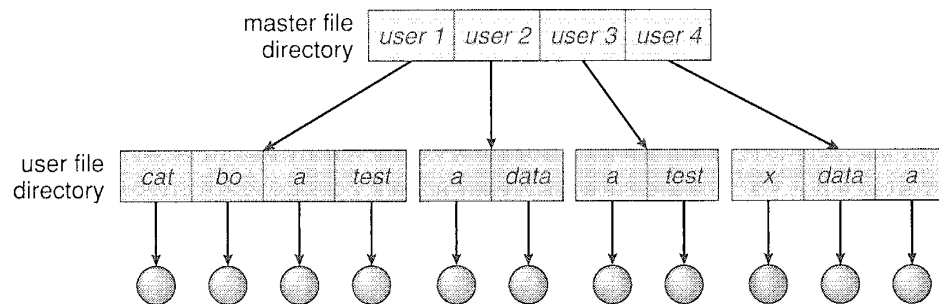 master file
directory
user 1 user 2 user 3 user 4
user file
directory
cat bo a test a data a test x data a